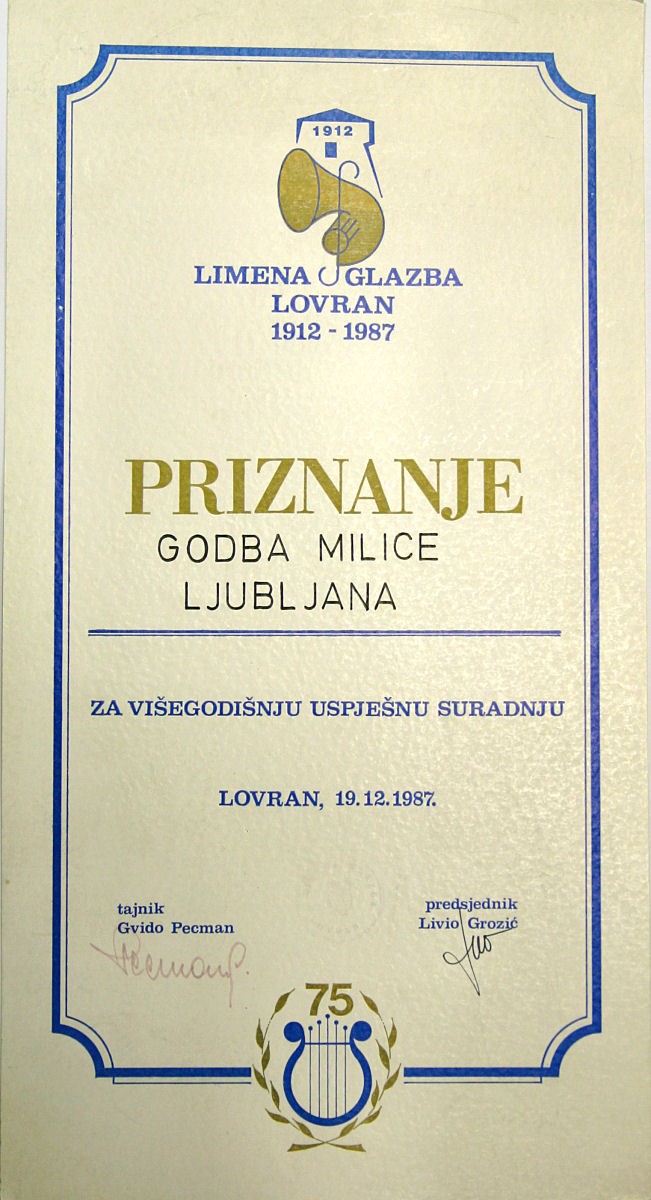 1912
LIMENA GLAZBA
LOVRAN
1912 - 1987
PRIZNANJE
GODBA MILICE
LJUBLJANA
ZA VIŠEGODIŠNJU USPJEŠNU SURADNJU
LOVRAN, 19.12.1987.
tajnik
Gvido Pecman
predsjednik
Livio Grozić
75